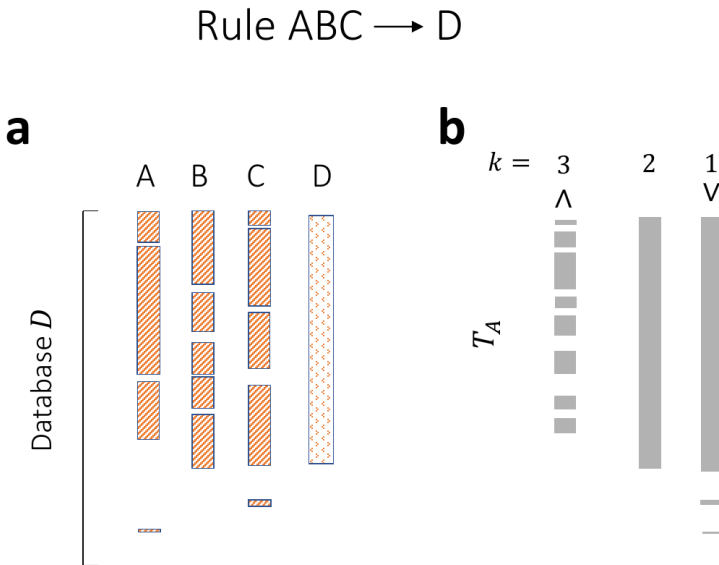 Rule ABC → D
a
b
A B C D
k = 3 2 1
∧ ∨
Database D
T_A